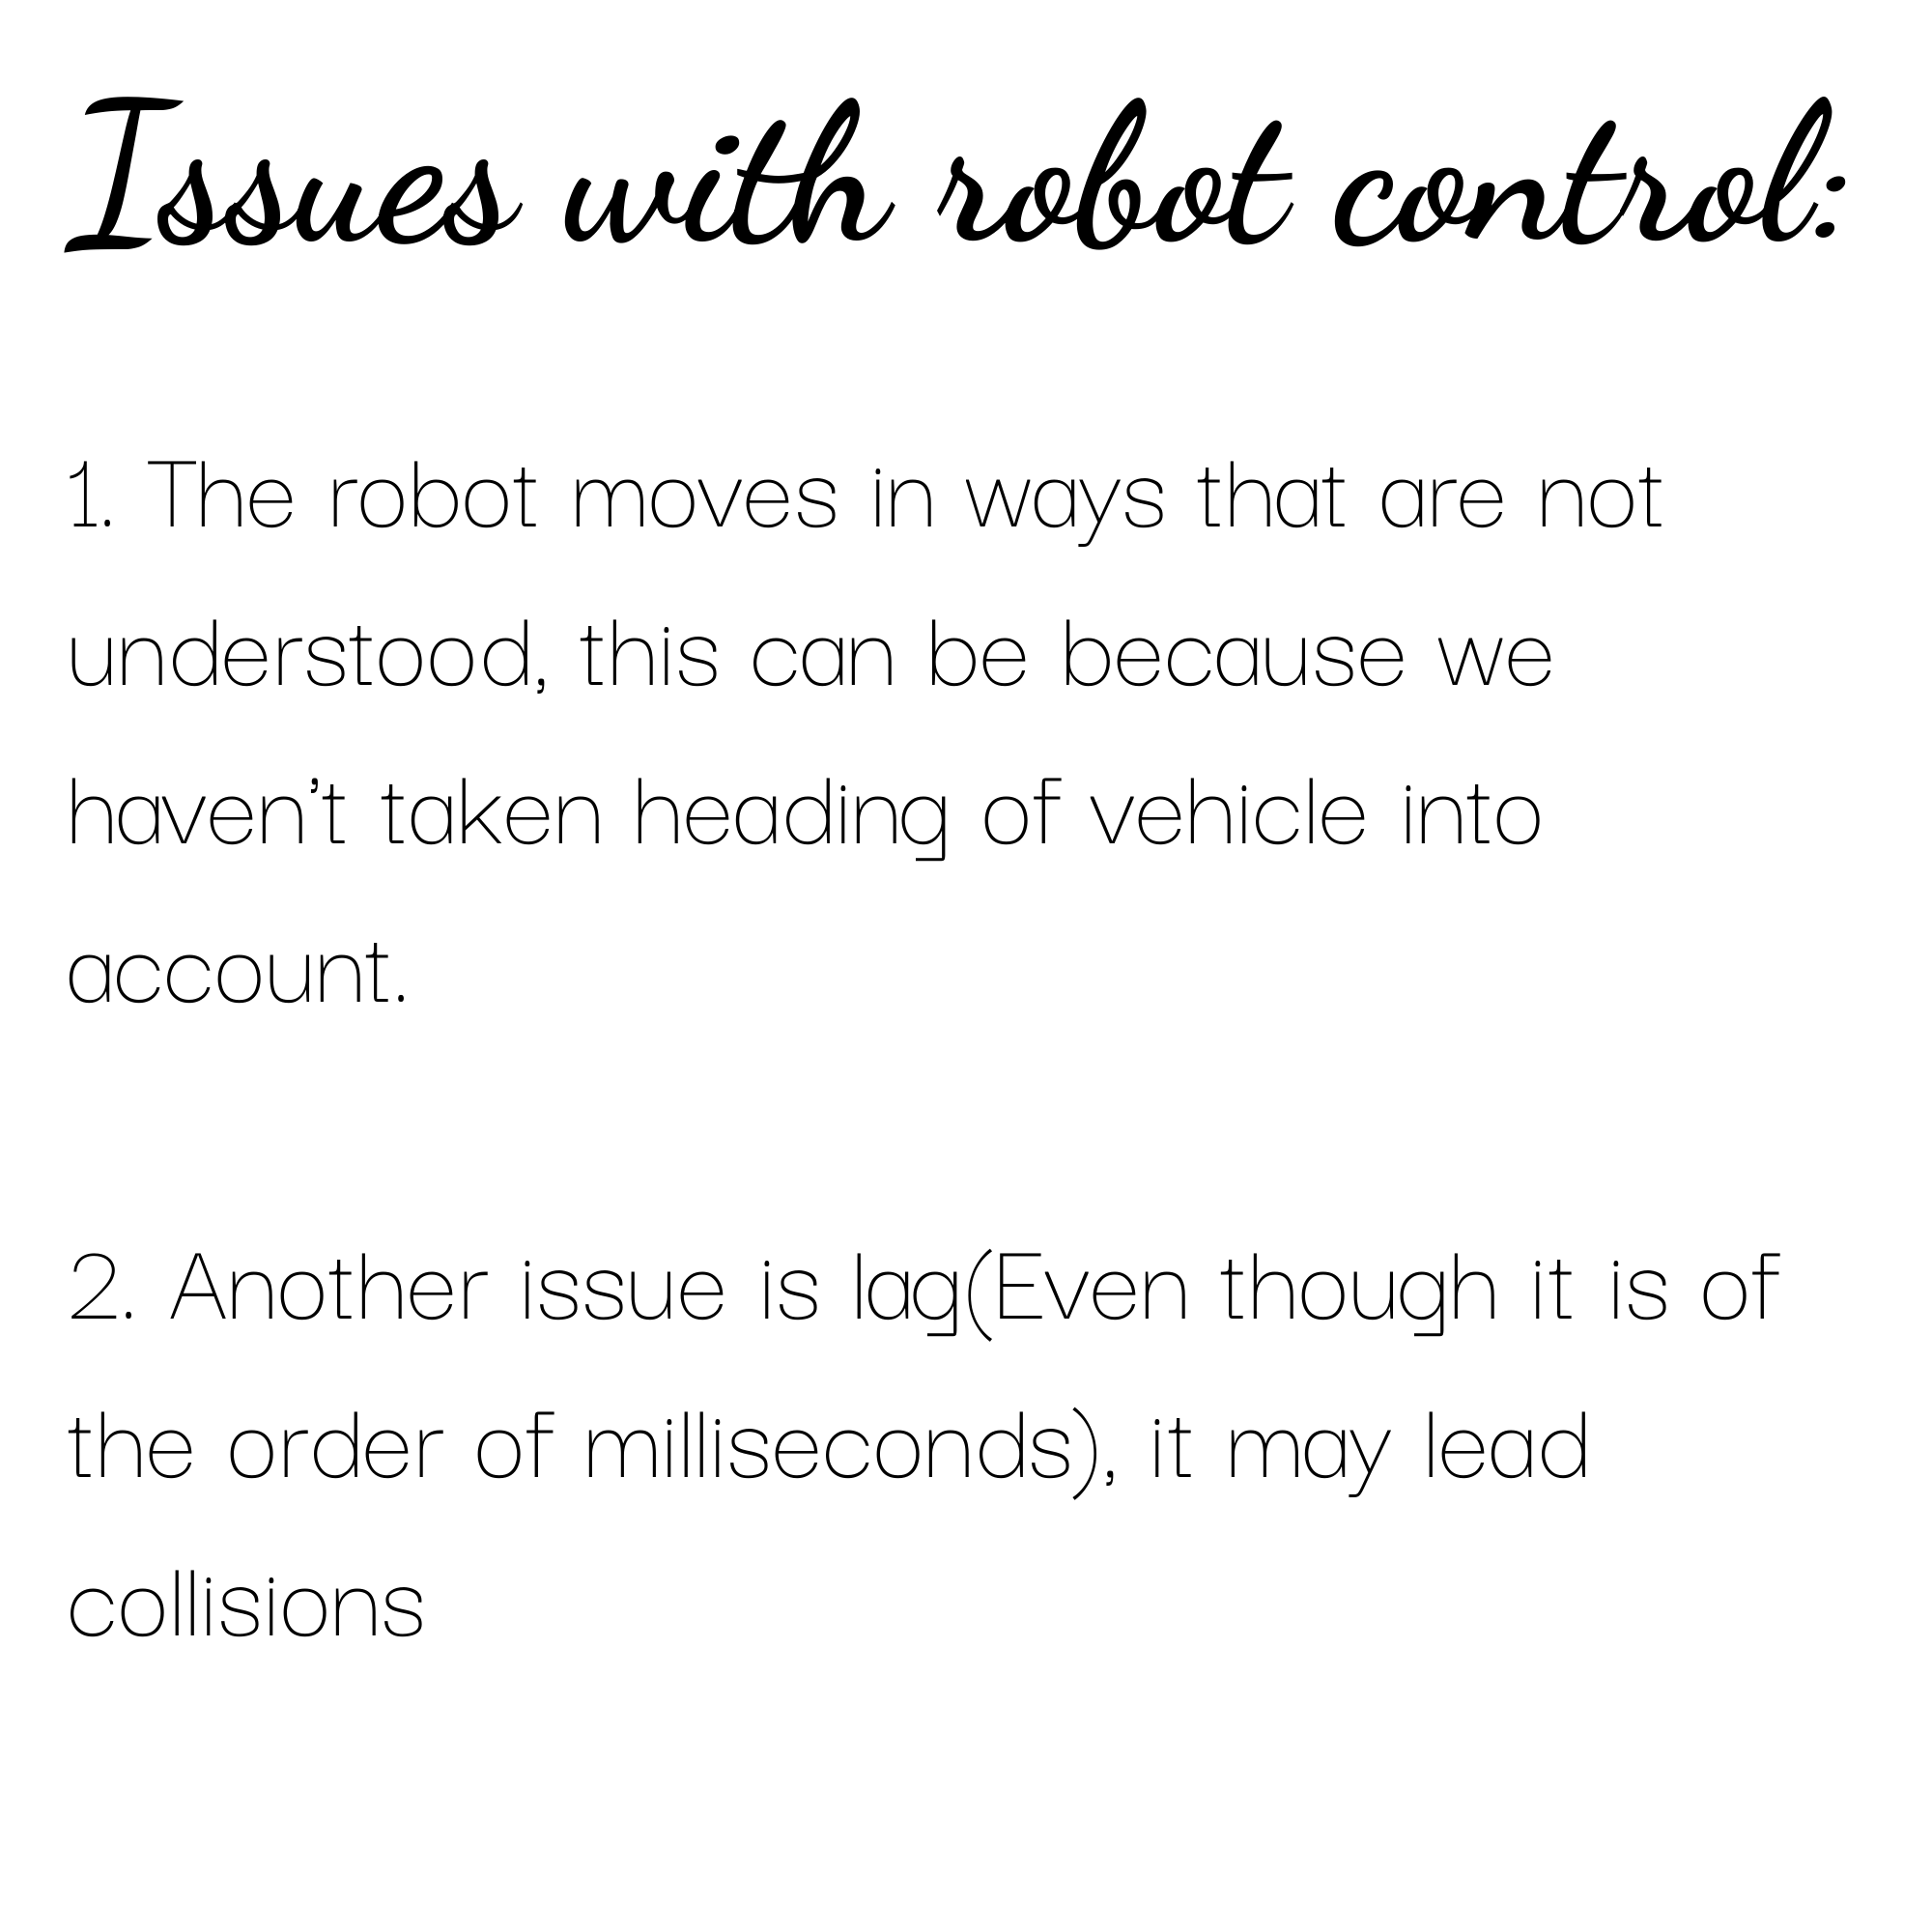 Issues with robot control:
1. The robot moves in ways that are not
understood, this can be because we
haven't taken heading of vehicle into
account.
2. Another issue is lag(Even though it is of
the order of milliseconds), it may lead
collisions